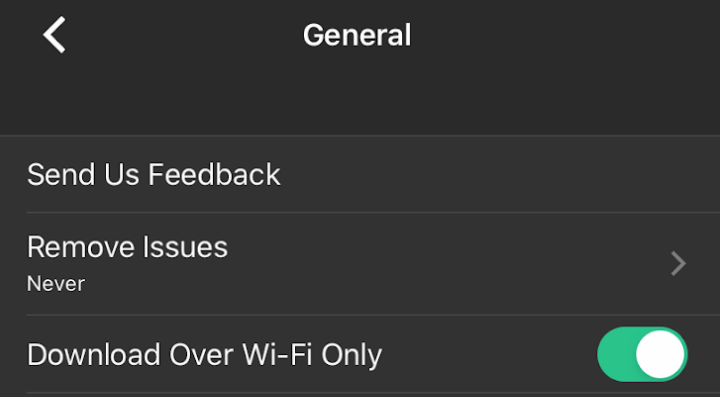 General
Send Us Feedback
Remove Issues
Never
Download Over Wi-Fi Only